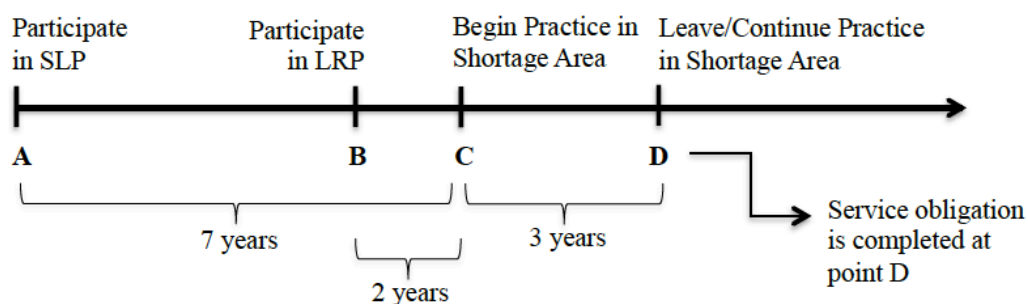 Participate
in SLP
Participate
in LRP
Begin Practice in
Shortage Area
Leave/Continue Practice
in Shortage Area
A
B
C
D
7 years
3 years
2 years
Service obligation
is completed at
point D